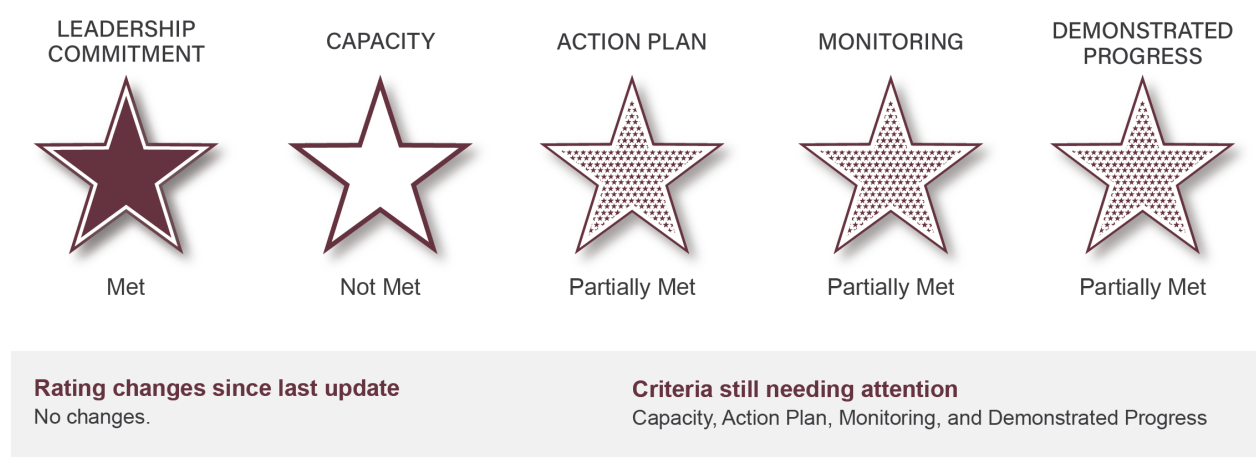 LEADERSHIP
COMMITMENT
CAPACITY
ACTION PLAN
MONITORING
DEMONSTRATED
PROGRESS
Met
Not Met
Partially Met
Partially Met
Partially Met
Rating changes since last update
No changes.
Criteria still needing attention
Capacity, Action Plan, Monitoring, and Demonstrated Progress